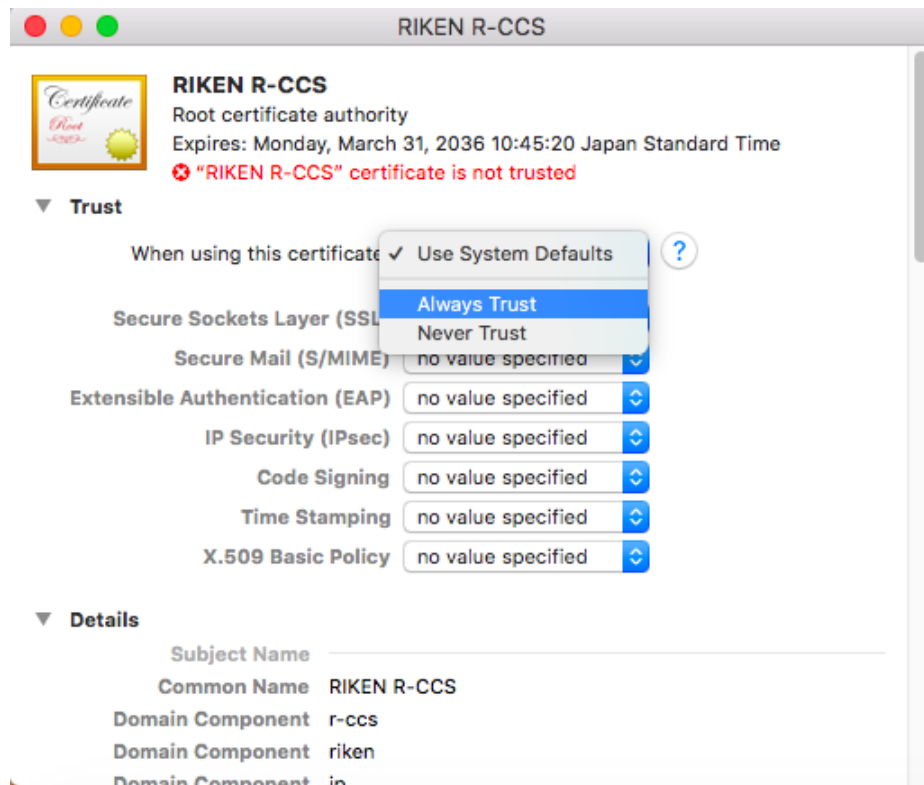 RIKEN R-CCS
Certificate
Root
RIKEN R-CCS
Root certificate authority
Expires: Monday, March 31, 2036 10:45:20 Japan Standard Time
"RIKEN R-CCS" certificate is not trusted
Trust
When using this certificate ✓ Use System Defaults ?
Always Trust
Secure Sockets Layer (SSL
Never Trust
Secure Mail (S/MIME) no value specified
Extensible Authentication (EAP) no value specified
IP Security (IPsec) no value specified
Code Signing no value specified
Time Stamping no value specified
X.509 Basic Policy no value specified
Details
Subject Name
Common Name RIKEN R-CCS
Domain Component r-ccs
Domain Component riken
Domain Component jp